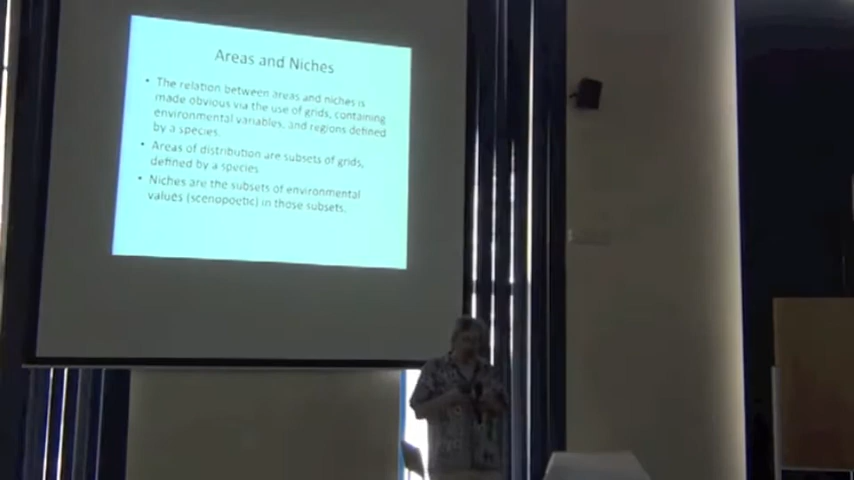 Areas and Niches
• The relation between areas and niches is
made obvious via the use of grids, containing
environmental variables, and regions defined
by a species.
• Areas of distribution are subsets of grids,
defined by a species
• Niches are the subsets of environmental
values (scenopoetic) in those subsets.